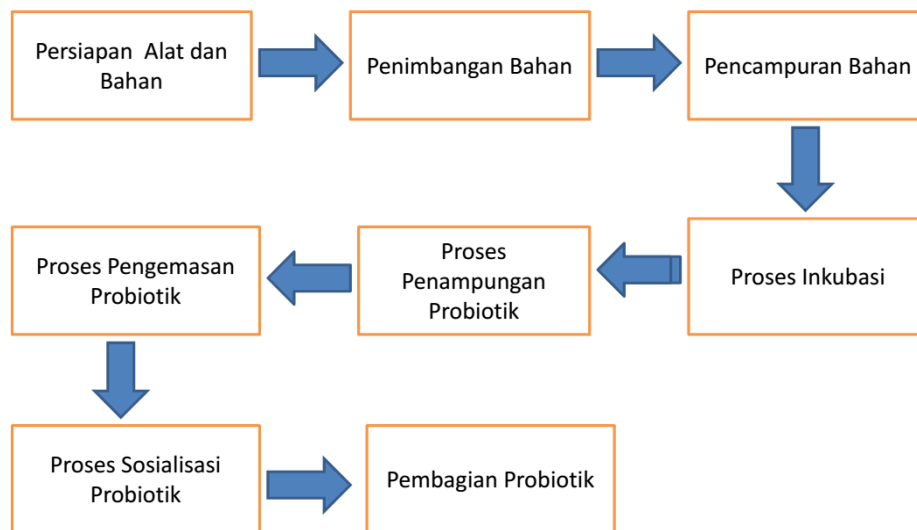 Persiapan Alat dan
Bahan
Penimbangan Bahan
Pencampuran Bahan
Proses Inkubasi
Proses
Penampungan
Probiotik
Proses Pengemasan
Probiotik
Proses Sosialisasi
Probiotik
Pembagian Probiotik